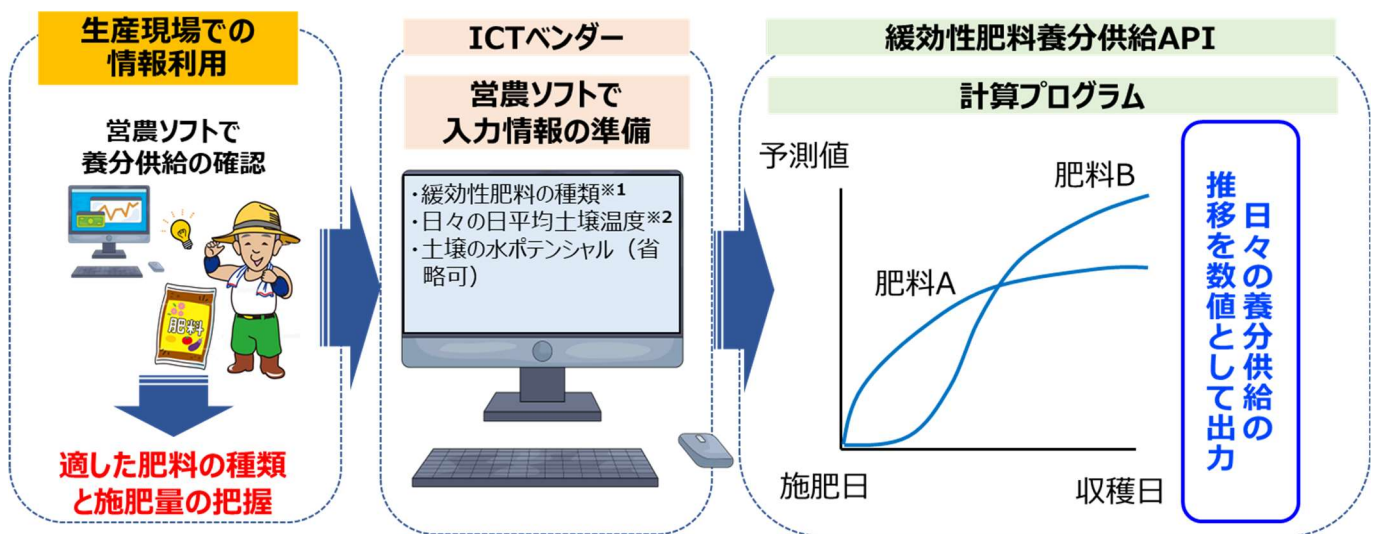 生産現場での
情報利用
営農ソフトで
養分供給の確認
肥料
適した肥料の種類
と施肥量の把握
ICTベンダー
営農ソフトで
入力情報の準備
・緩効性肥料の種類※1
・日々の日平均土壌温度※2
・土壌の水ポテンシャル（省
略可）
緩効性肥料養分供給API
計算プログラム
予測値
肥料B
肥料A
施肥日
収穫日
日々の養分供給の
推移を数値として出力